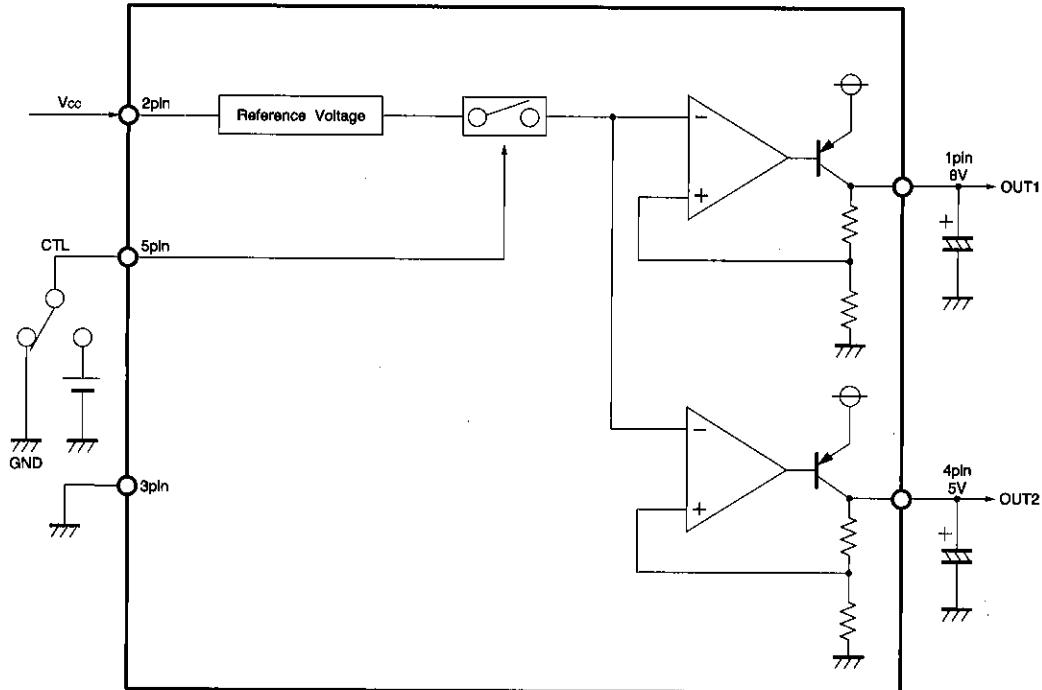 Vcc
2pin
Reference Voltage
−
+
1pin
8V
OUT1
+
CTL
5pin
GND
3pin
−
+
4pin
5V
OUT2
+